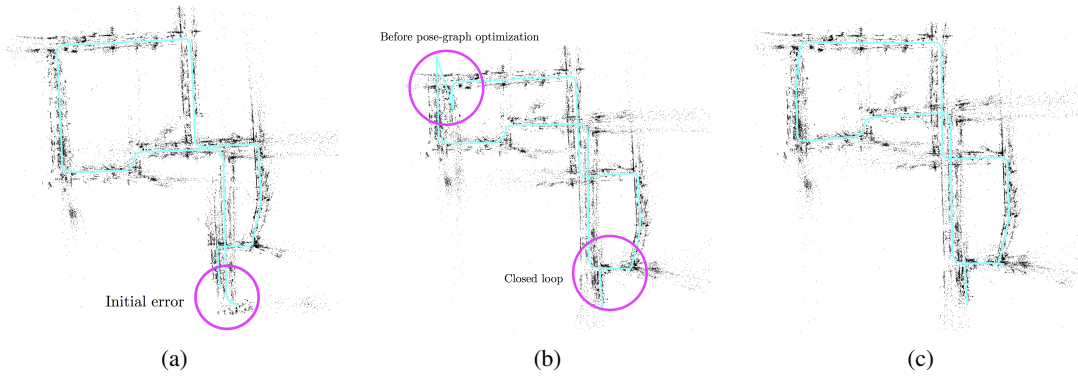 Before pose-graph optimization
Initial error
Closed loop
(a)
(b)
(c)